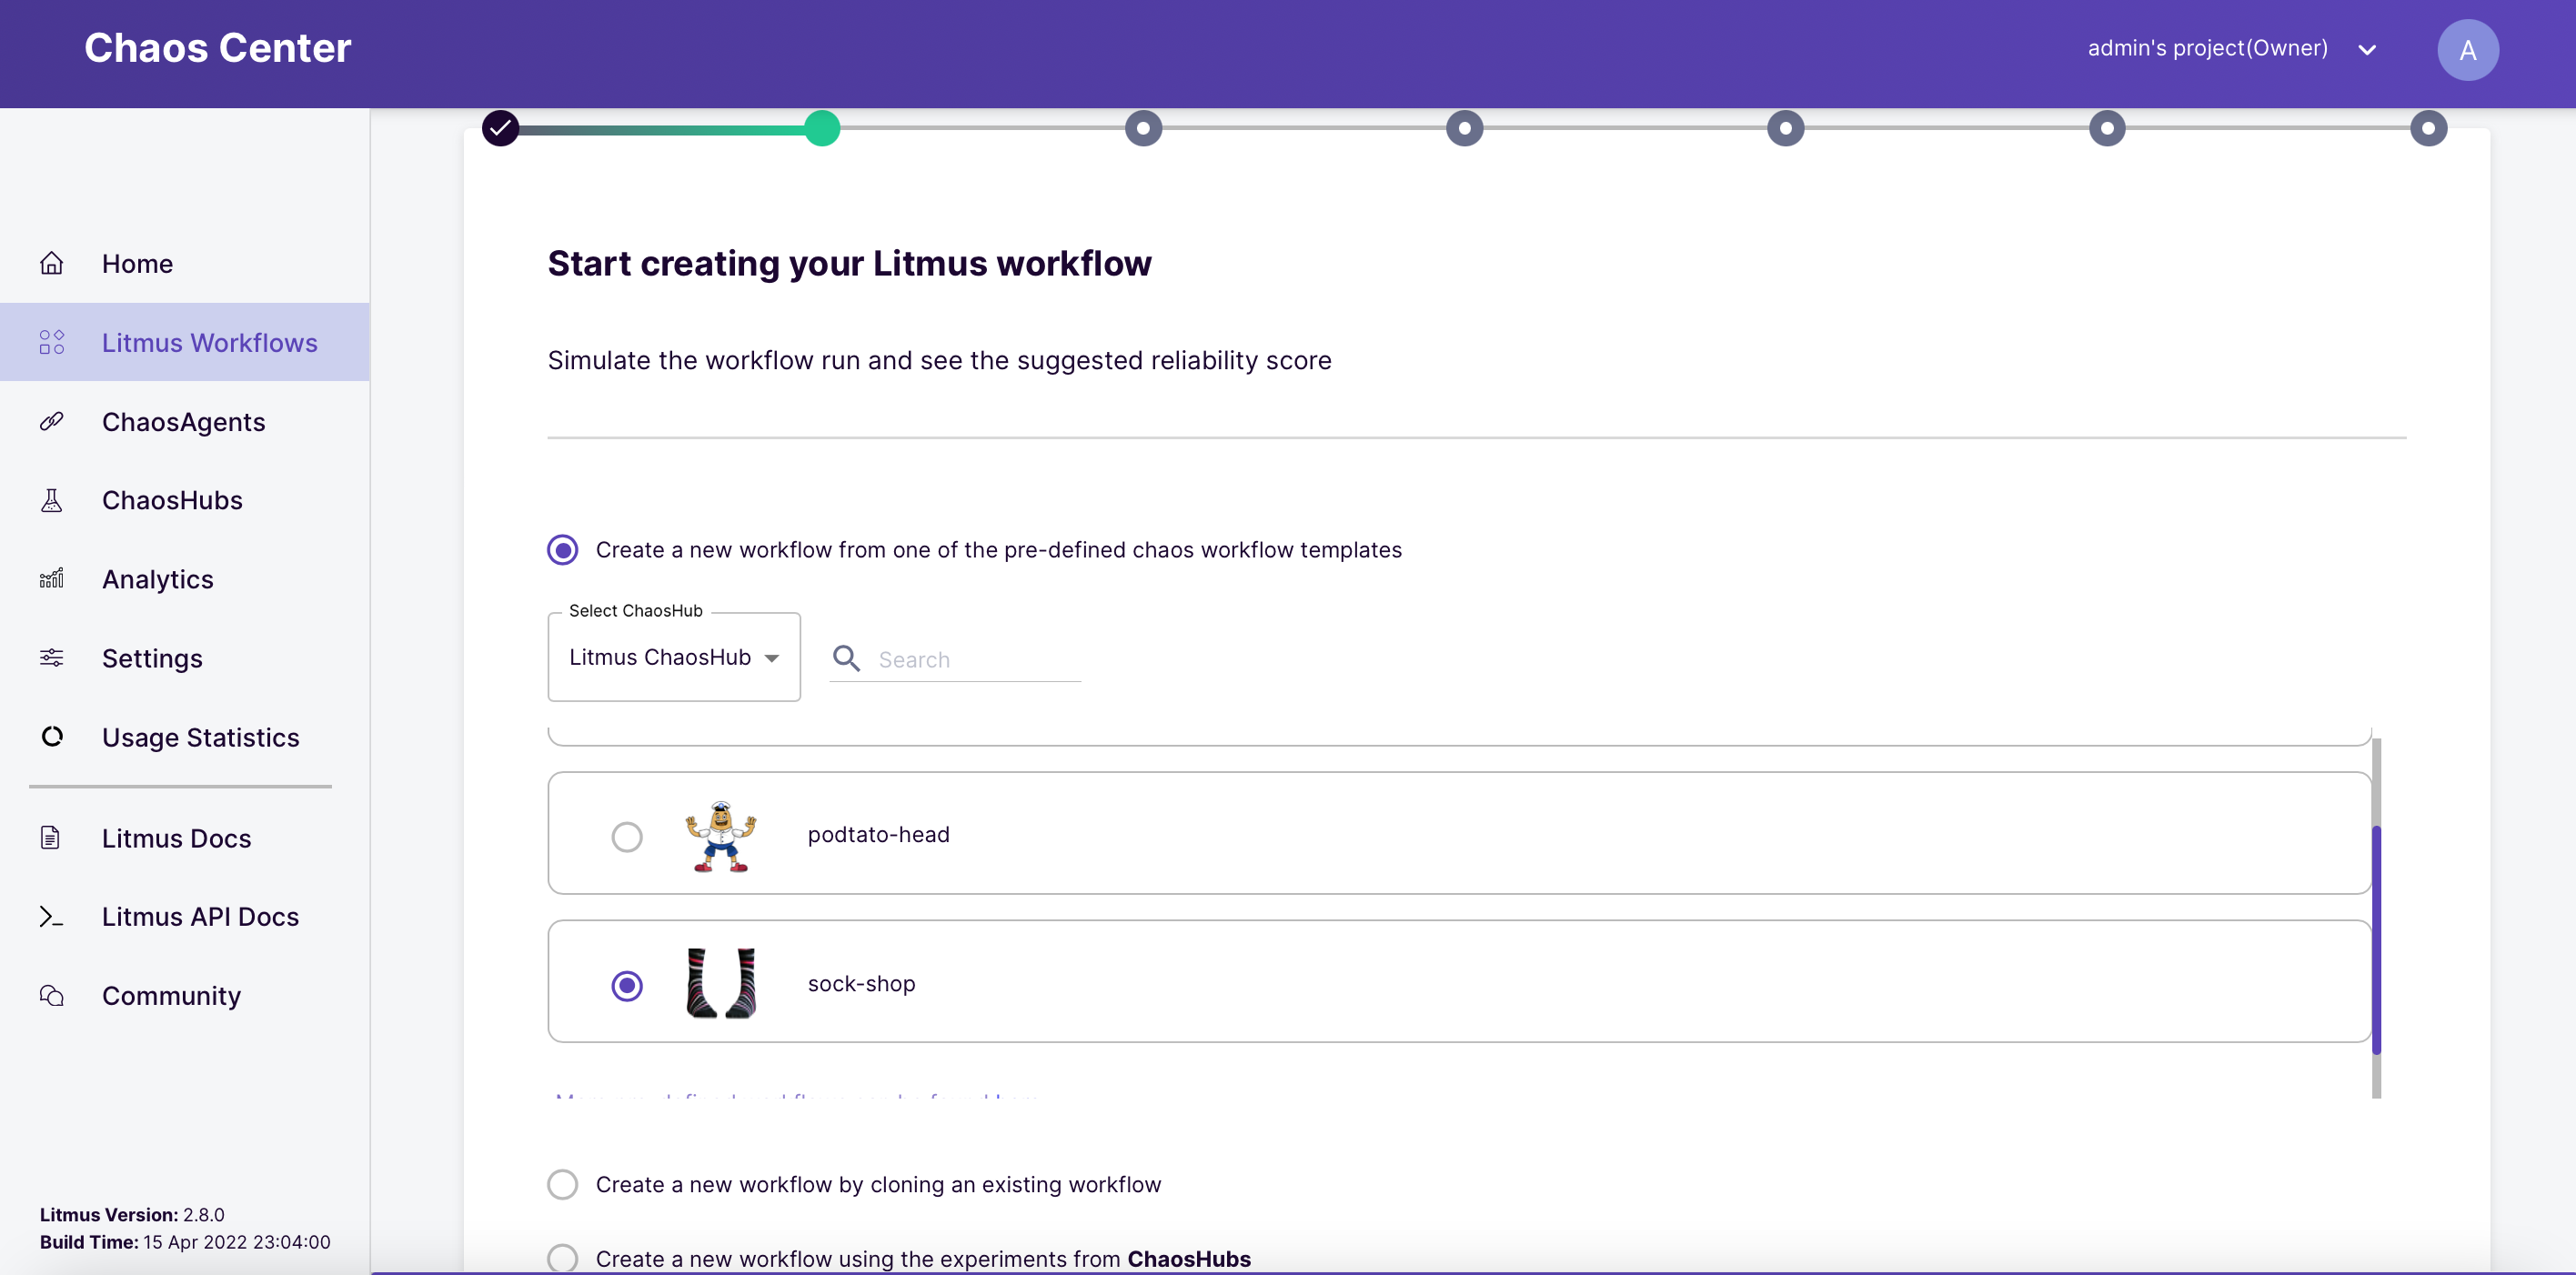 Chaos Center
admin's project(Owner)
A
Home
Litmus Workflows
ChaosAgents
ChaosHubs
Analytics
Settings
Usage Statistics
Litmus Docs
Litmus API Docs
Community
Litmus Version: 2.8.0
Build Time: 15 Apr 2022 23:04:00
Start creating your Litmus workflow
Simulate the workflow run and see the suggested reliability score
Create a new workflow from one of the pre-defined chaos workflow templates
Select ChaosHub
Litmus ChaosHub
Search
podtato-head
sock-shop
Create a new workflow by cloning an existing workflow
Create a new workflow using the experiments from ChaosHubs